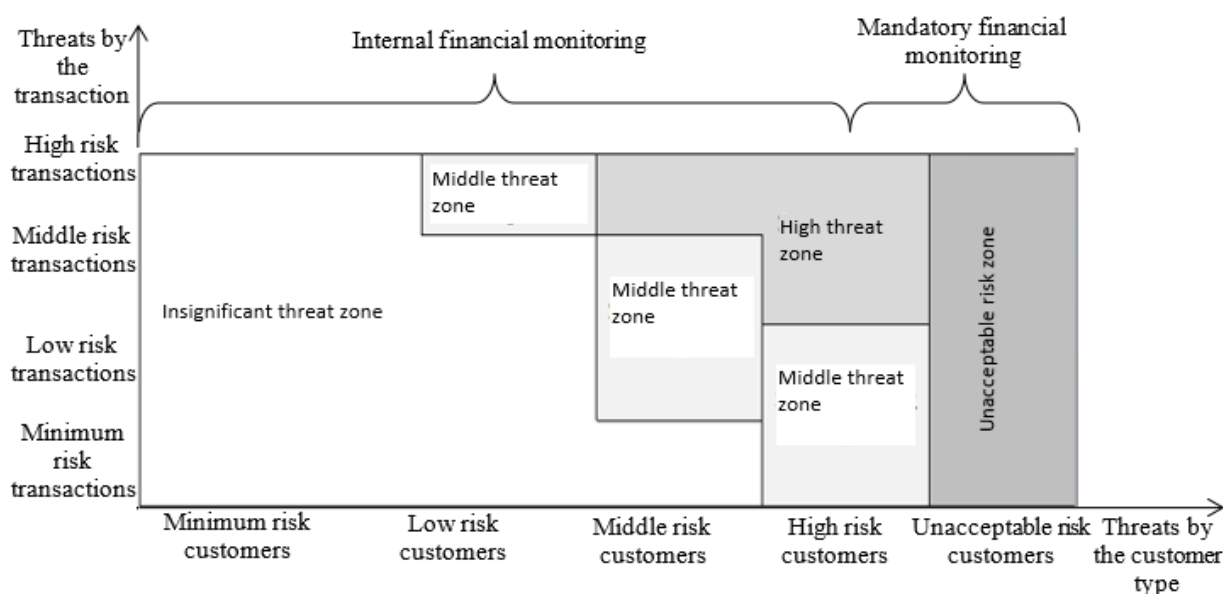 Threats by
the
transaction
Internal financial monitoring
Mandatory financial
monitoring
High risk
transactions
Middle risk
transactions
Low risk
transactions
Minimum
risk
transactions
Middle threat
zone
High threat
zone
Middle threat
zone
Insignificant threat zone
Middle threat
zone
Unacceptable risk zone
Minimum risk
customers
Low risk
customers
Middle risk
customers
High risk
customers
Unacceptable risk
customers
Threats by
the customer
type